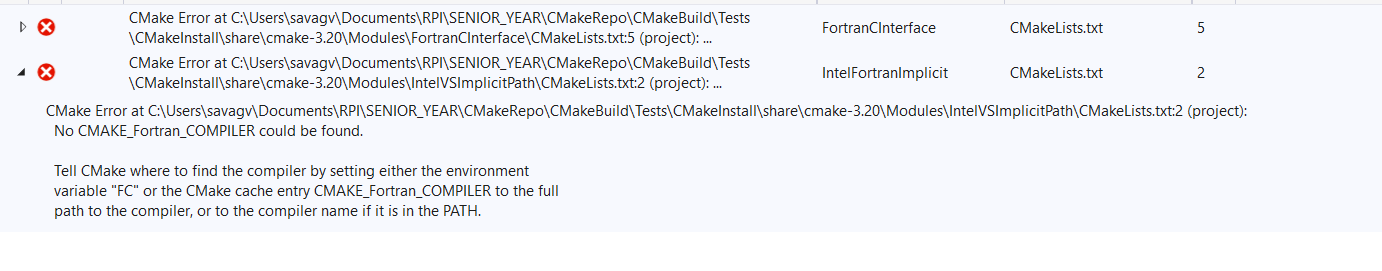 CMake Error at C:\Users\savagv\Documents\RPI\SENIOR_YEAR\CMakeRepo\CMakeBuild\Tests
\CMakeInstall\share\cmake-3.20\Modules\FortranCInterface\CMakeLists.txt:5 (project): ...
FortranCInterface
CMakeLists.txt
5
CMake Error at C:\Users\savagv\Documents\RPI\SENIOR_YEAR\CMakeRepo\CMakeBuild\Tests
\CMakeInstall\share\cmake-3.20\Modules\IntelVSImplicitPath\CMakeLists.txt:2 (project): ...
IntelFortranImplicit
CMakeLists.txt
2
CMake Error at C:\Users\savagv\Documents\RPI\SENIOR_YEAR\CMakeRepo\CMakeBuild\Tests\CMakeInstall\share\cmake-3.20\Modules\IntelVSImplicitPath\CMakeLists.txt:2 (project):
No CMAKE_Fortran_COMPILER could be found.
Tell CMake where to find the compiler by setting either the environment
variable "FC" or the CMake cache entry CMAKE_Fortran_COMPILER to the full
path to the compiler, or to the compiler name if it is in the PATH.